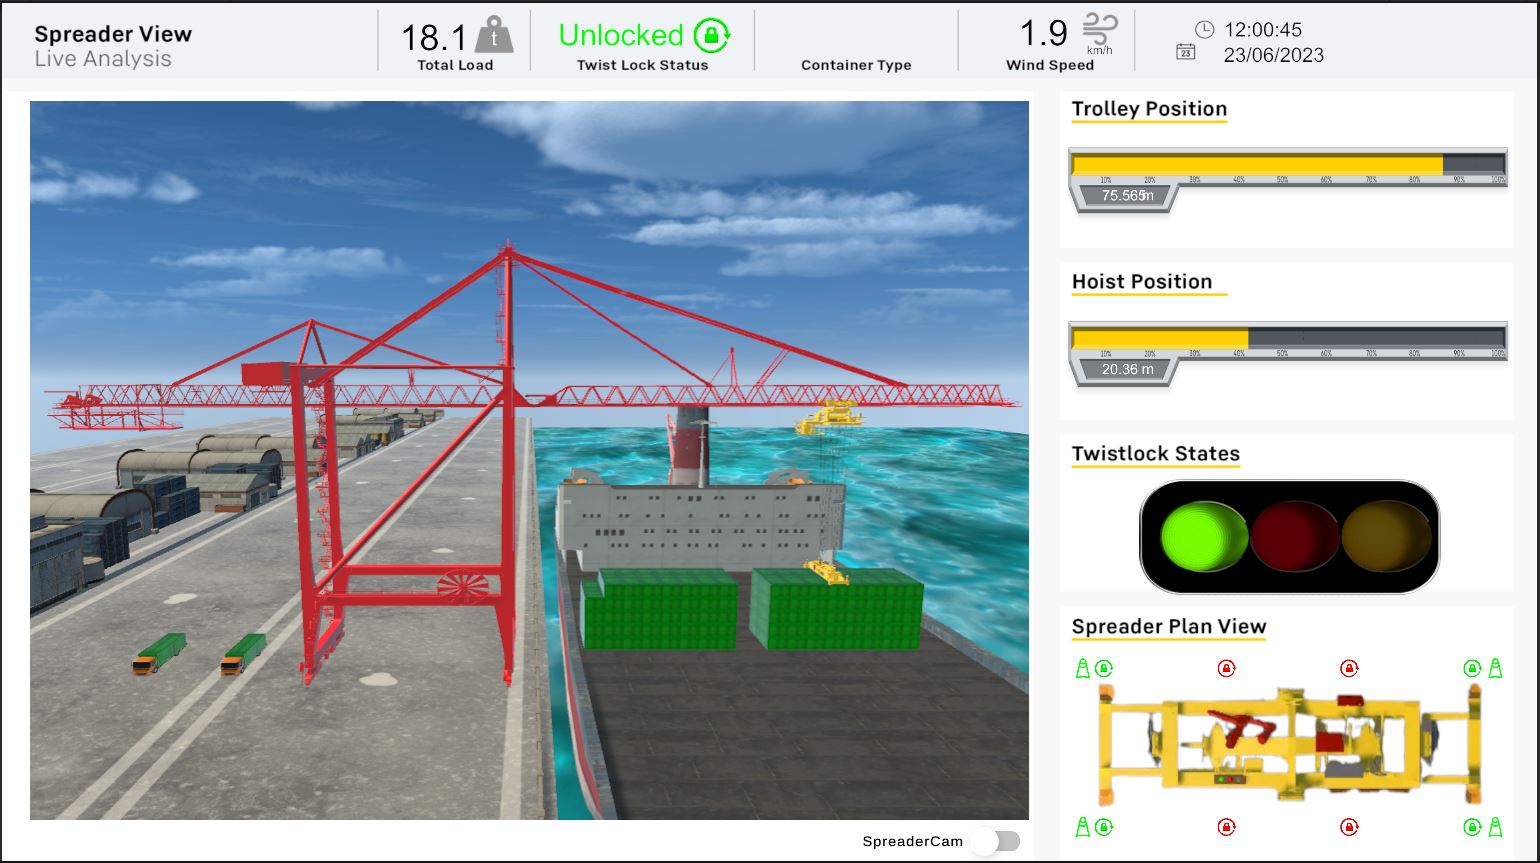 Spreader View
Live Analysis
18.1 t
Total Load
Unlocked
Twist Lock Status
Container Type
1.9 km/h
Wind Speed
12:00:45
23
23/06/2023
Trolley Position
10% 20% 30% 40% 50% 60% 70% 80% 90% 100%
75.565m
Hoist Position
10% 20% 30% 40% 50% 60% 70% 80% 90% 100%
20.36 m
Twistlock States
Spreader Plan View
SpreaderCam